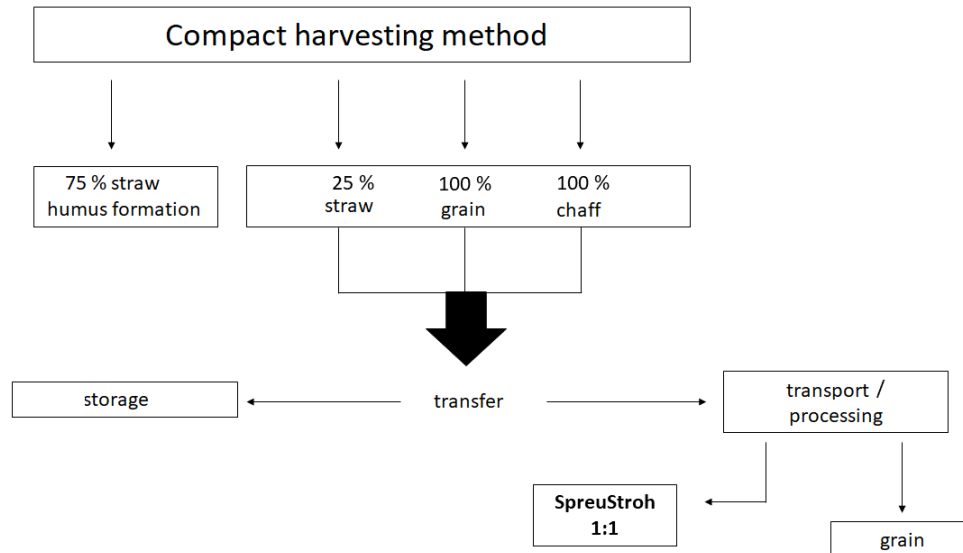 Compact harvesting method
75 % straw
humus formation
25 %
straw
100 %
grain
100 %
chaff
storage
transfer
transport /
processing
SpreuStroh
1:1
grain